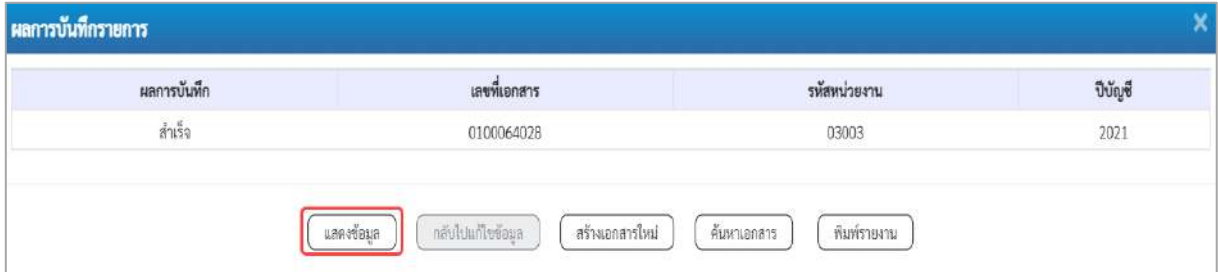 ผลการบันทึกรายการ X
ผลการบันทึก เลขที่เอกสาร รหัสหน่วยงาน ปีบัญชี
สำเร็จ 0100064028 03003 2021
แสดงข้อมูล กลับไปแก้ไขข้อมูล สร้างเอกสารใหม่ ค้นหาเอกสาร พิมพ์รายงาน